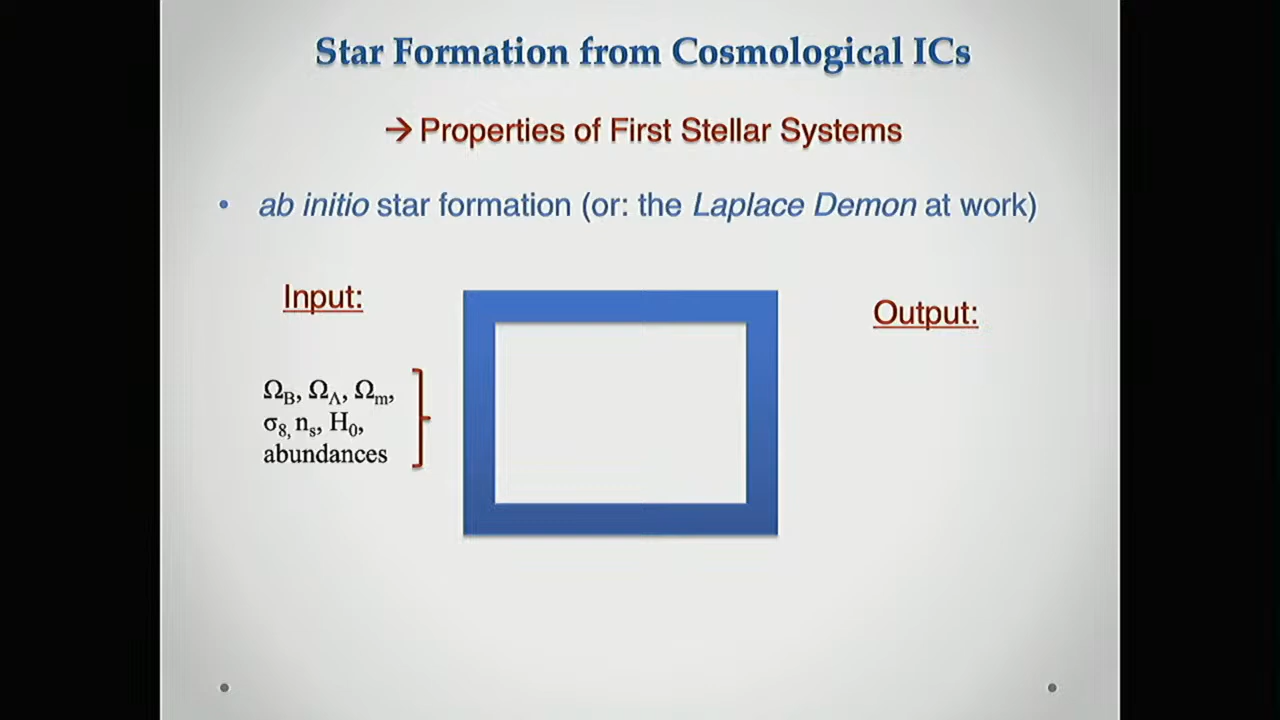 Star Formation from Cosmological ICs
→ Properties of First Stellar Systems
• ab initio star formation (or: the Laplace Demon at work)
Input:
Output:
Ω_B, Ω_Λ, Ω_m,
σ_8, n_s, H_0,
abundances